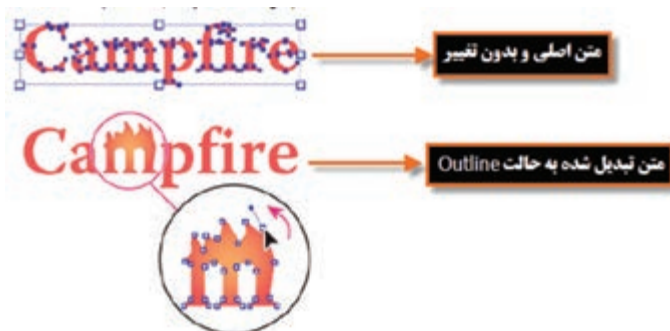 Campfire
متن اصلی و بدون تغییر
Campfire
متن تبدیل شده به حالت Outline
m